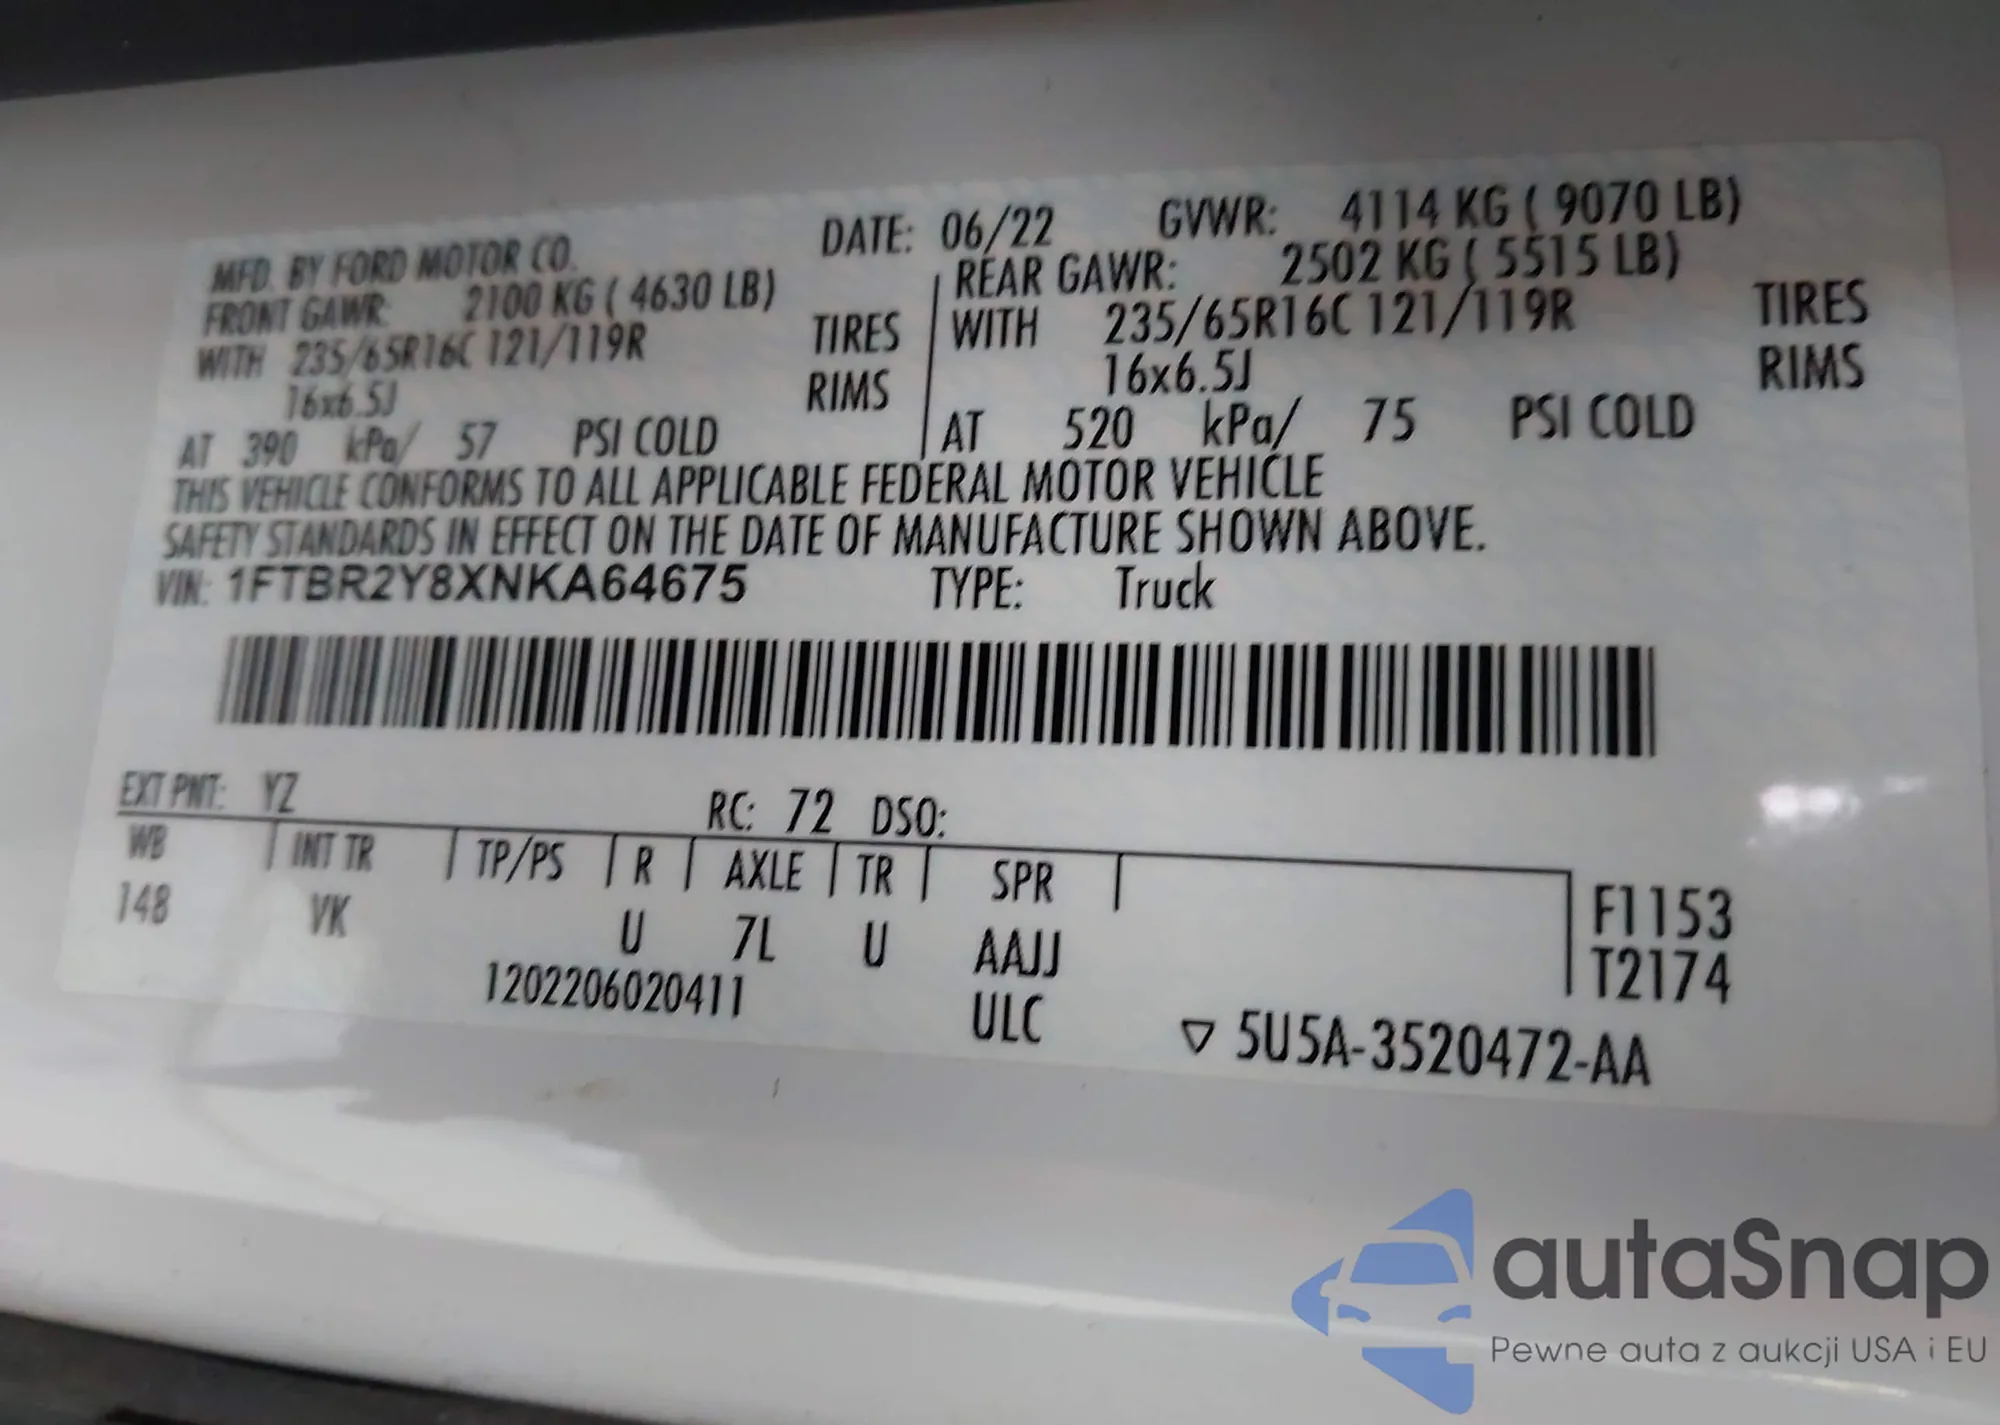 MFD. BY FORD MOTOR CO. DATE: 06/22 GVWR: 4114 KG ( 9070 LB)
FRONT GAWR: 2100 KG ( 4630 LB) REAR GAWR: 2502 KG ( 5515 LB)
WITH 235/65R16C 121/119R TIRES WITH 235/65R16C 121/119R TIRES
16x6.5J RIMS 16x6.5J RIMS
AT 390 kPa/ 57 PSI COLD AT 520 kPa/ 75 PSI COLD
THIS VEHICLE CONFORMS TO ALL APPLICABLE FEDERAL MOTOR VEHICLE
SAFETY STANDARDS IN EFFECT ON THE DATE OF MANUFACTURE SHOWN ABOVE.
VIN: 1FTBR2Y8XNKA64675 TYPE: Truck
EXT PNT: YZ RC: 72 DSO:
WB INT TR TP/PS R AXLE TR SPR
148 VK U 7L U AAJJ
F1153
T2174
1202206020411 ULC
▽ 5U5A-3520472-AA
autaSnap
Pewne auta z aukcji USA i EU